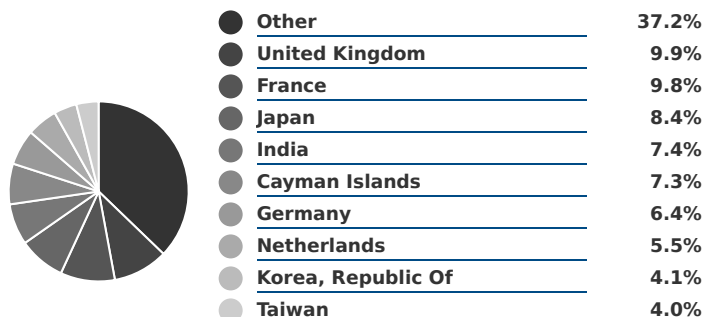 Other 37.2%
United Kingdom 9.9%
France 9.8%
Japan 8.4%
India 7.4%
Cayman Islands 7.3%
Germany 6.4%
Netherlands 5.5%
Korea, Republic Of 4.1%
Taiwan 4.0%